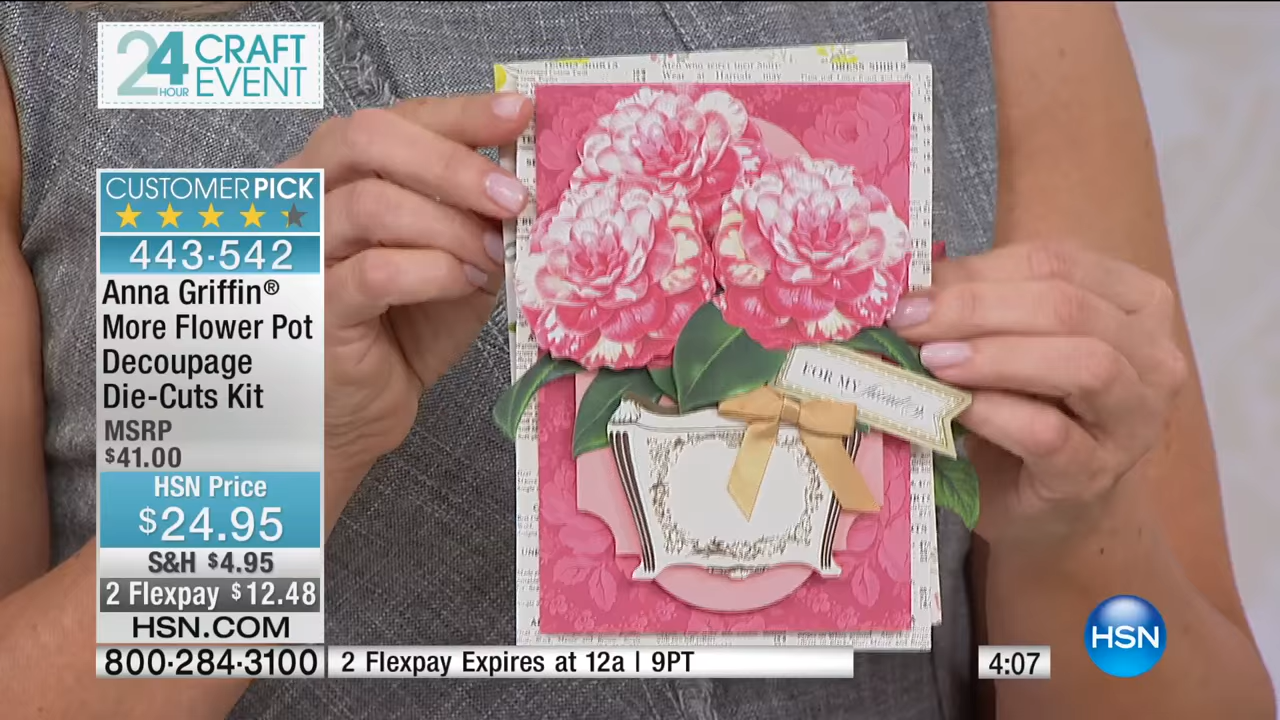 24 HOUR
CRAFT
EVENT
CUSTOMER PICK
443·542
Anna Griffin®
More Flower Pot
Decoupage
Die-Cuts Kit
MSRP
$41.00
HSN Price
$24.95
S&H $4.95
2 Flexpay $12.48
HSN.COM
800·284·3100
2 Flexpay Expires at 12a | 9PT
4:07
HSN
FOR MY